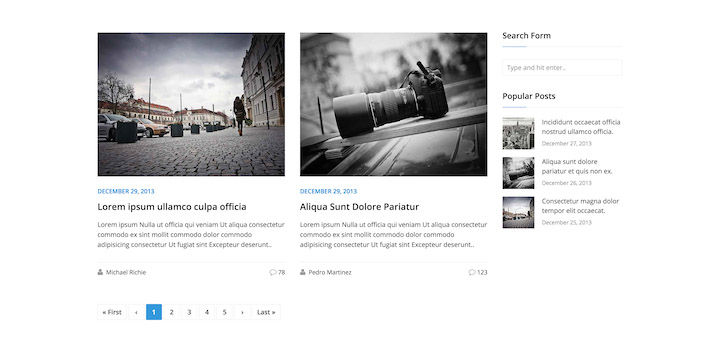 DECEMBER 29, 2013
Lorem ipsum ullamco culpa officia
Lorem ipsum Nulla ut officia qui veniam Ut aliqua consectetur
commodo ex sint mollit commodo dolor commodo
adipisicing consectetur Ut fugiat sint Excepteur deserunt..
Michael Richie 78
DECEMBER 29, 2013
Aliqua Sunt Dolore Pariatur
Lorem ipsum Nulla ut officia qui veniam Ut aliqua consectetur
commodo ex sint mollit commodo dolor commodo
adipisicing consectetur Ut fugiat sint Excepteur deserunt..
Pedro Martinez 123
« First ‹ 1 2 3 4 5 › Last »
Search Form
Type and hit enter..
Popular Posts
Incididunt occaecat officia
nostrud ullamco officia.
December 27, 2013
Aliqua sunt dolore
pariatur et quis non ex.
December 26, 2013
Consectetur magna dolor
tempor elit occaecat.
December 25, 2013